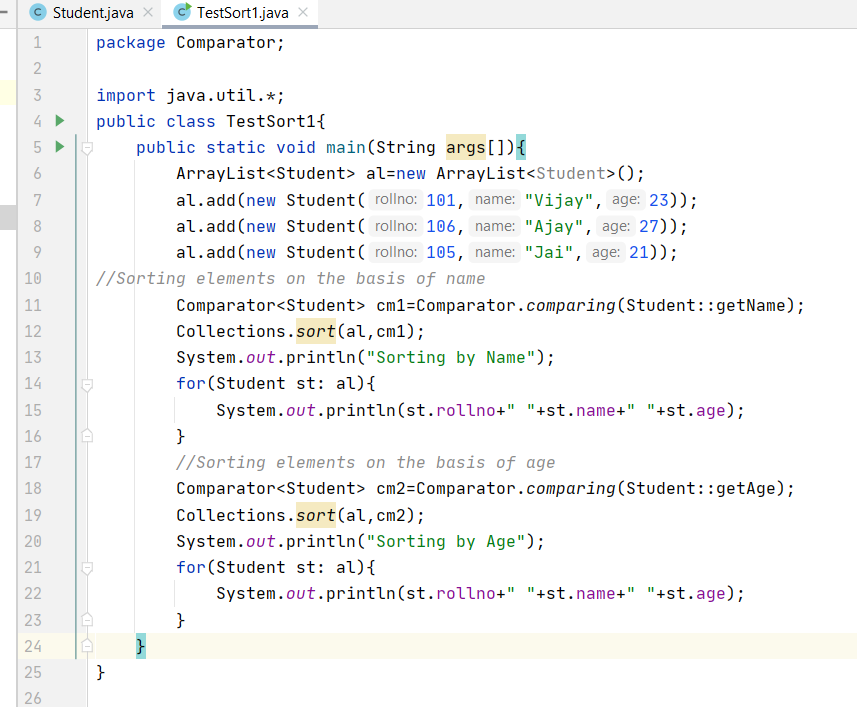 Student.java TestSort1.java
1 package Comparator;
2
3 import java.util.*;
4 public class TestSort1{
5 public static void main(String args[]){
6 ArrayList<Student> al=new ArrayList<Student>();
7 al.add(new Student( rollno: 101, name: "Vijay", age: 23));
8 al.add(new Student( rollno: 106, name: "Ajay", age: 27));
9 al.add(new Student( rollno: 105, name: "Jai", age: 21));
10 //Sorting elements on the basis of name
11 Comparator<Student> cm1=Comparator.comparing(Student::getName);
12 Collections.sort(al,cm1);
13 System.out.println("Sorting by Name");
14 for(Student st: al){
15 System.out.println(st.rollno+" "+st.name+" "+st.age);
16 }
17 //Sorting elements on the basis of age
18 Comparator<Student> cm2=Comparator.comparing(Student::getAge);
19 Collections.sort(al,cm2);
20 System.out.println("Sorting by Age");
21 for(Student st: al){
22 System.out.println(st.rollno+" "+st.name+" "+st.age);
23 }
24 }
25 }
26